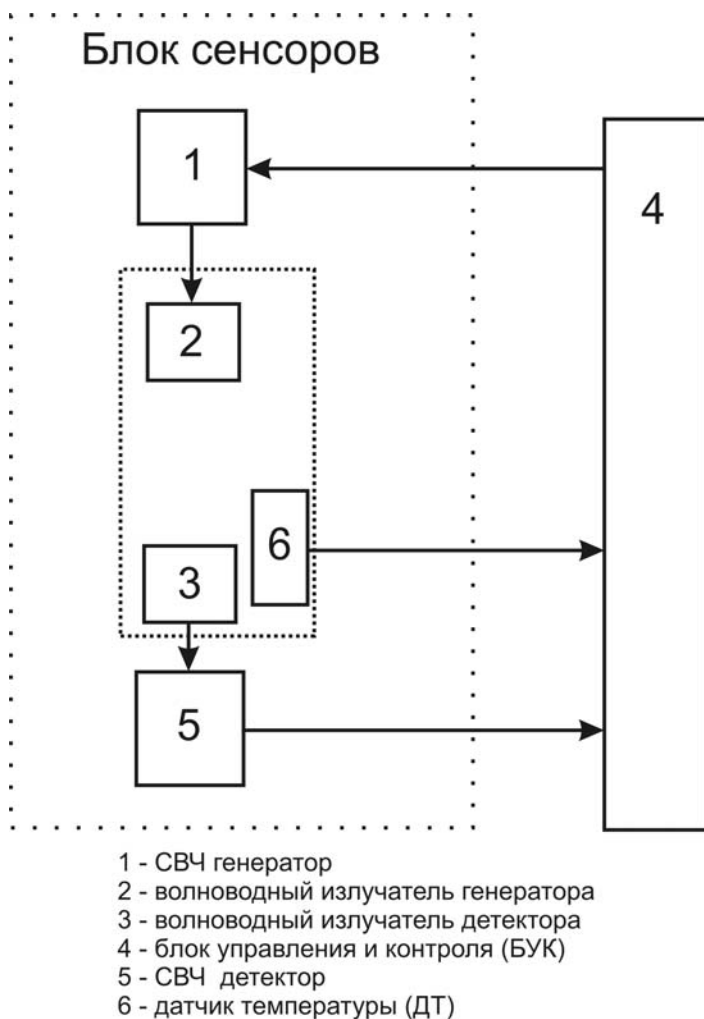 Блок сенсоров
1
4
2
6
3
5
1 - СВЧ генератор
2 - волноводный излучатель генератора
3 - волноводный излучатель детектора
4 - блок управления и контроля (БУК)
5 - СВЧ детектор
6 - датчик температуры (ДТ)